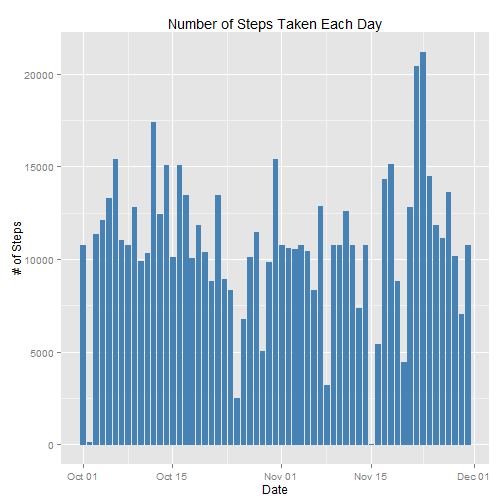 Number of Steps Taken Each Day
# of Steps
20000
15000
10000
5000
0
Oct 01 Oct 15 Nov 01 Nov 15 Dec 01
Date